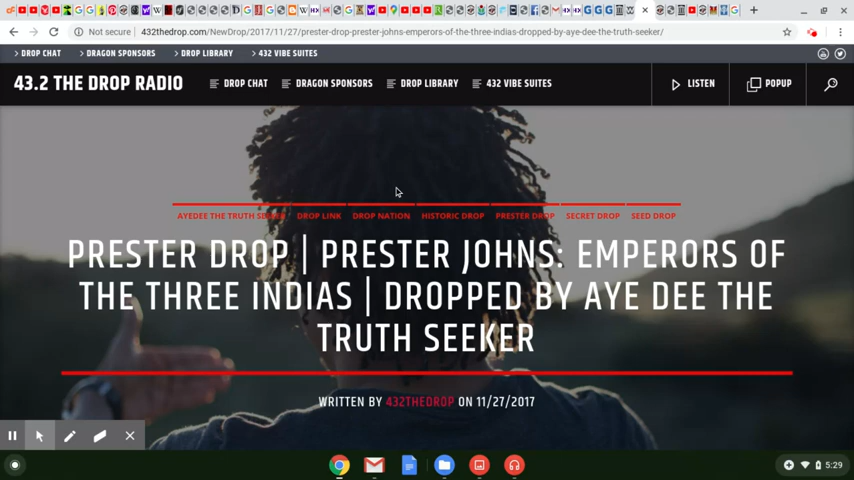 Not secure | 432thedrop.com/NewDrop/2017/11/27/prester-drop-prester-johns-emperors-of-the-three-indias-dropped-by-aye-dee-the-truth-seeker/
> DROP CHAT > DRAGON SPONSORS > DROP LIBRARY > 432 VIBE SUITES
43.2 THE DROP RADIO DROP CHAT DRAGON SPONSORS DROP LIBRARY 432 VIBE SUITES LISTEN POPUP
AYEDEE THE TRUTH SEEKER DROP LINK DROP NATION HISTORIC DROP PRESTER DROP SECRET DROP SEED DROP
PRESTER DROP | PRESTER JOHNS: EMPERORS OF
THE THREE INDIAS | DROPPED BY AYE DEE THE
TRUTH SEEKER
WRITTEN BY 432THEDROP ON 11/27/2017
5:29